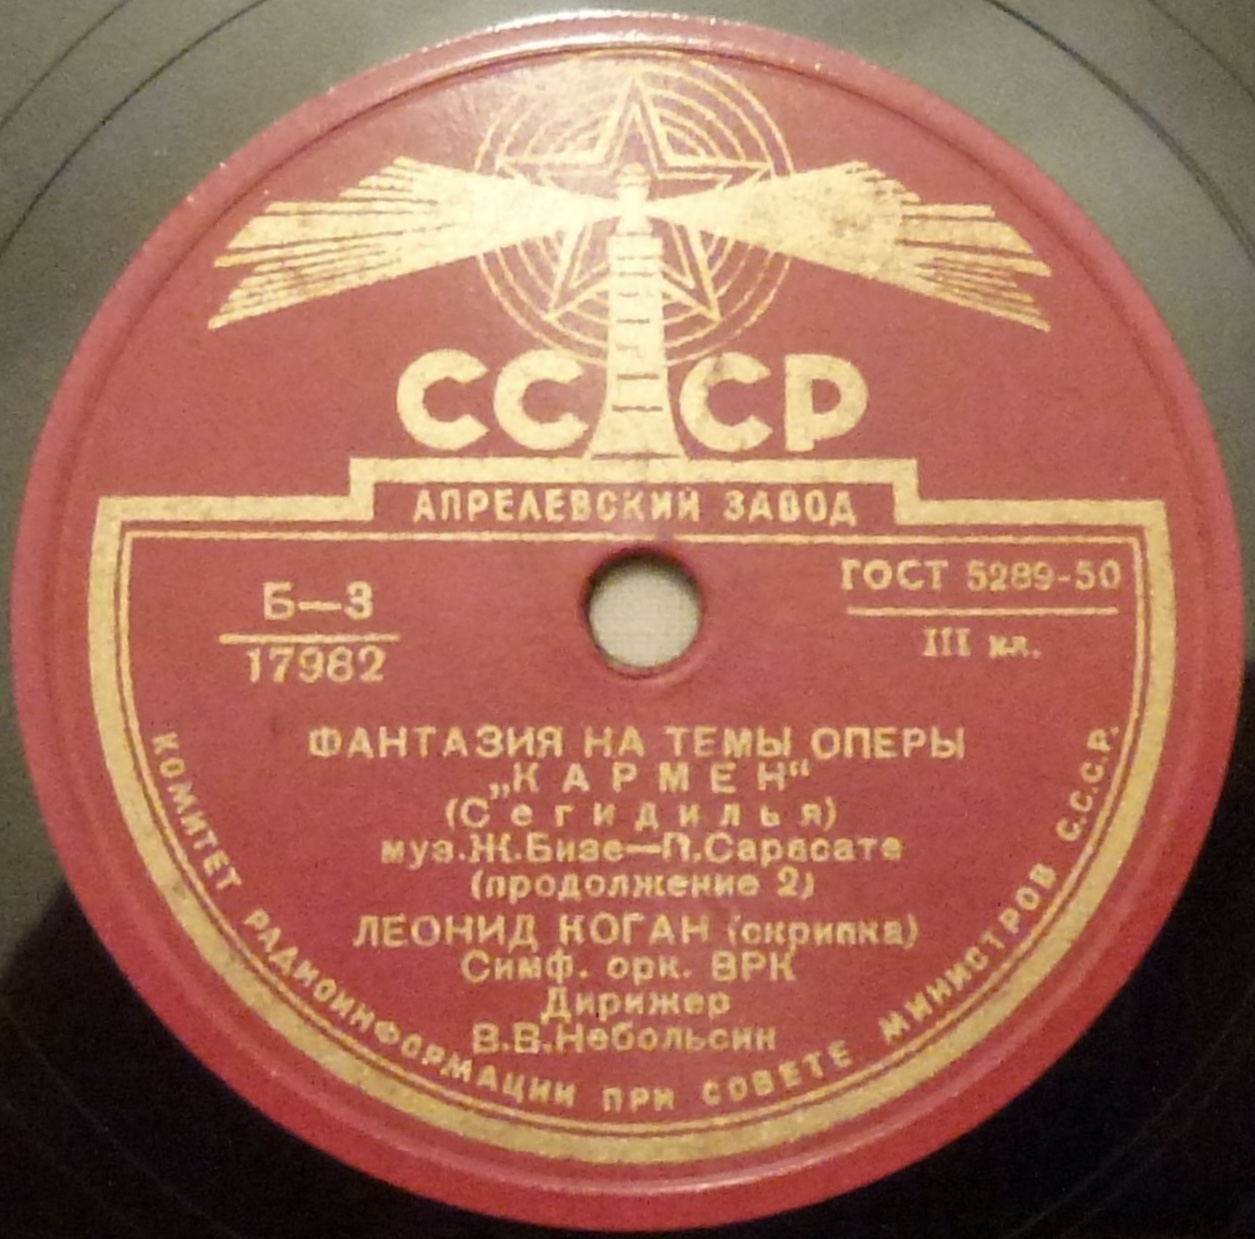 СССР
АПРЕЛЕВСКИЙ ЗАВОД
Б—3
17982
ГОСТ 5289-50
III кл.
ФАНТАЗИЯ НА ТЕМЫ ОПЕРЫ
„КАРМЕН“
(Сегидилья)
муз.Ж.Бизе—П.Сарасате
(продолжение 2)
ЛЕОНИД КОГАН (скрипка)
Симф. орк. ВРК
Дирижер
В.В.Небольсин
КОМИТЕТ РАДИОИНФОРМАЦИИ ПРИ СОВЕТЕ МИНИСТРОВ С.С.С.Р.